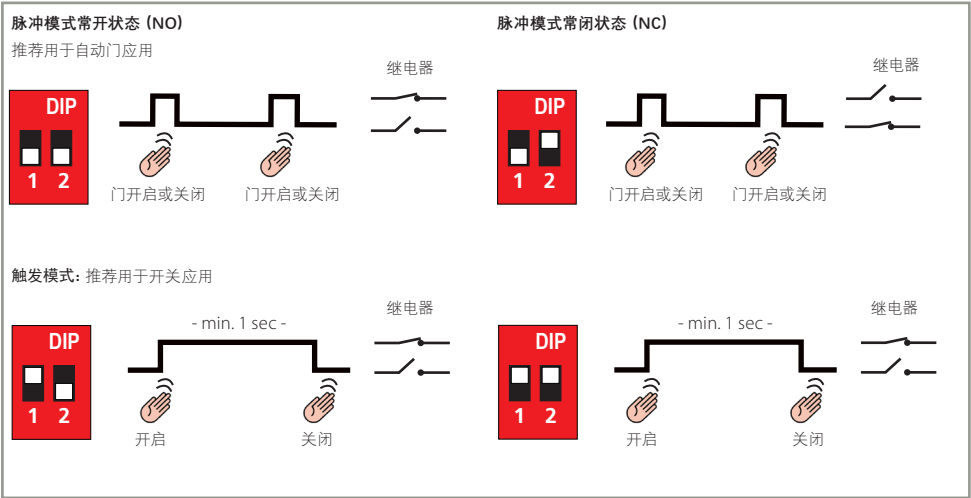 脉冲模式常开状态 (NO)
推荐用于自动门应用
继电器
DIP
1 2
门开启或关闭
门开启或关闭
脉冲模式常闭状态 (NC)
继电器
DIP
1 2
门开启或关闭
门开启或关闭
触发模式: 推荐用于开关应用
继电器
DIP
1 2
- min. 1 sec -
开启
关闭
继电器
DIP
1 2
- min. 1 sec -
开启
关闭